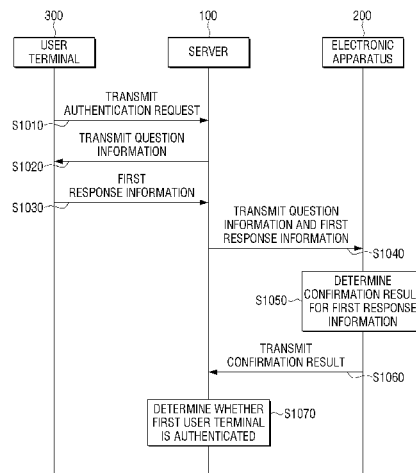 300
100
200
USER
TERMINAL
SERVER
ELECTRONIC
APPARATUS
TRANSMIT
AUTHENTICATION REQUEST
S1010
TRANSMIT QUESTION
INFORMATION
S1020
FIRST
RESPONSE INFORMATION
S1030
TRANSMIT QUESTION
INFORMATION AND FIRST
RESPONSE INFORMATION
S1040
DETERMINE
CONFIRMATION RESULT
FOR FIRST RESPONSE
INFORMATION
S1050
TRANSMIT
CONFIRMATION RESULT
S1060
DETERMINE WHETHER
FIRST USER TERMINAL
IS AUTHENTICATED
S1070